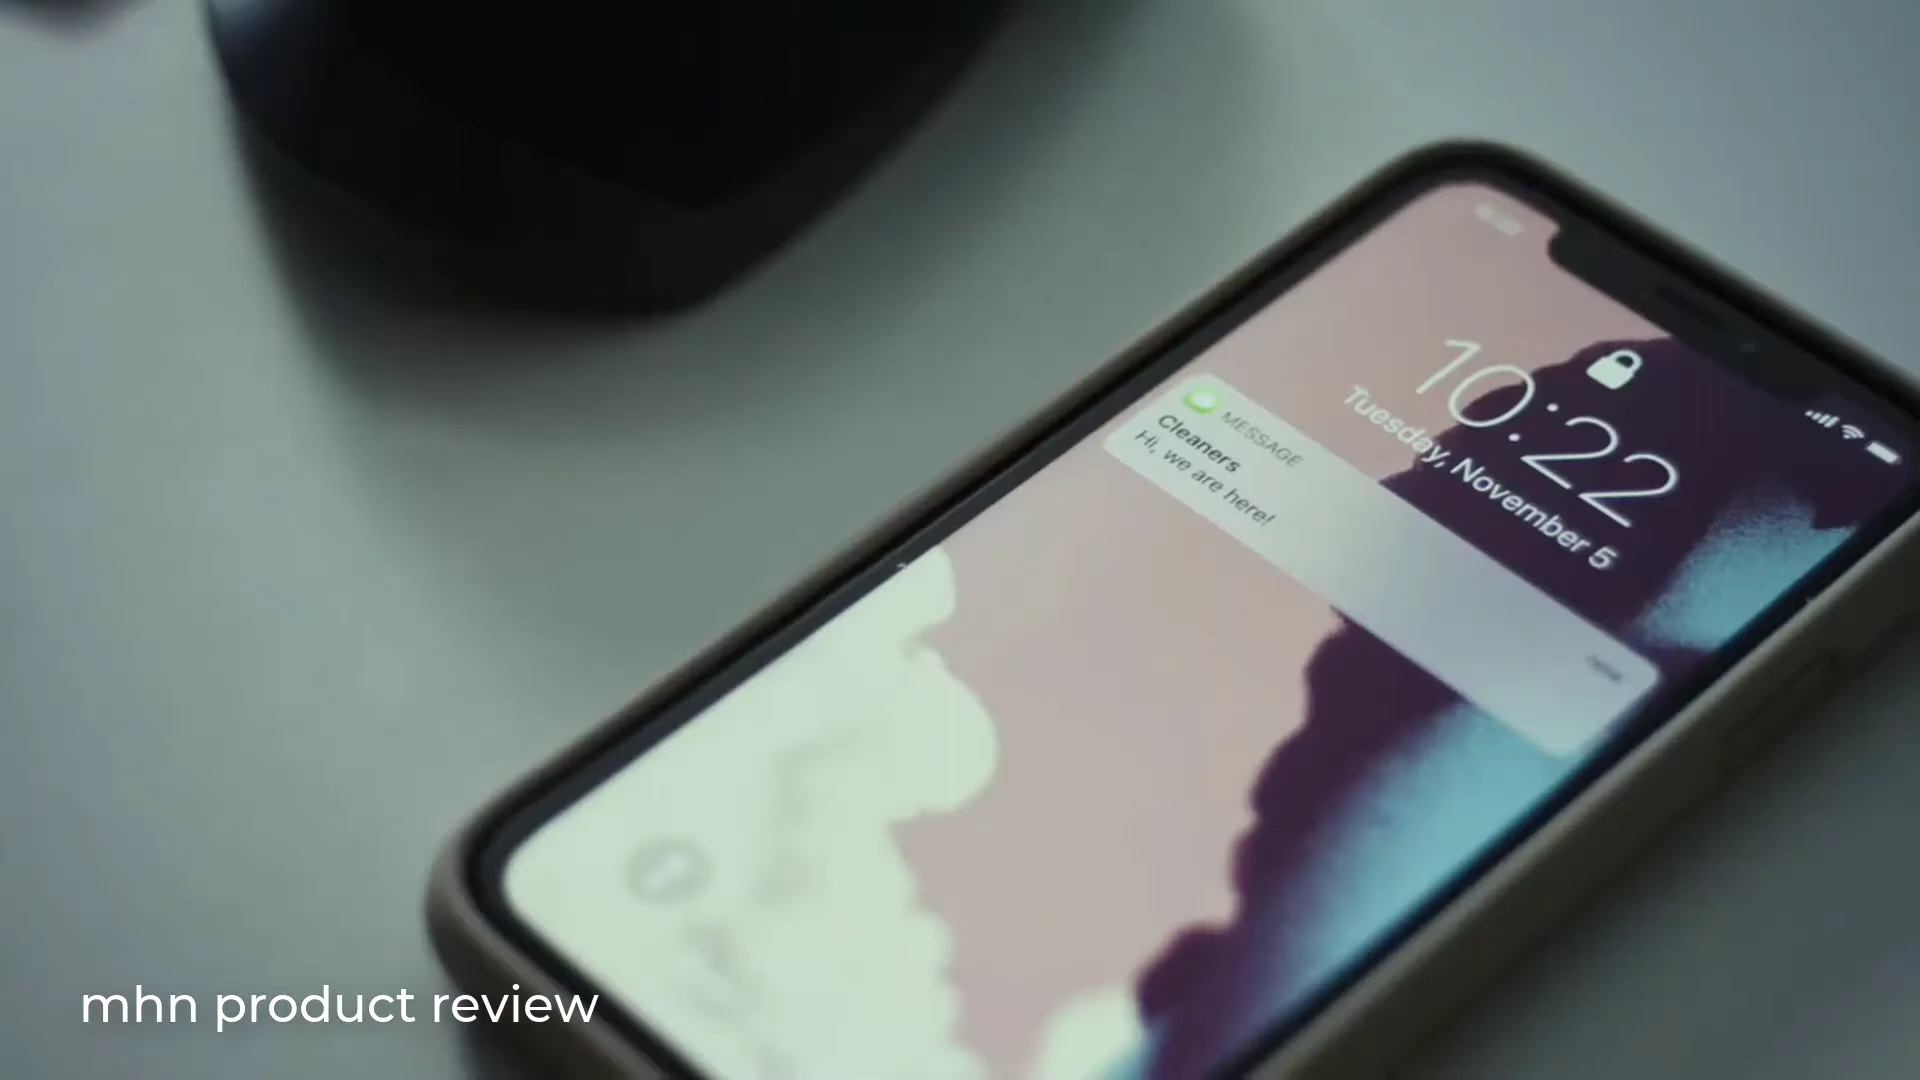 10:22
Tuesday, November 5
MESSAGE
Cleaners
Hi, we are here!
mhn product review